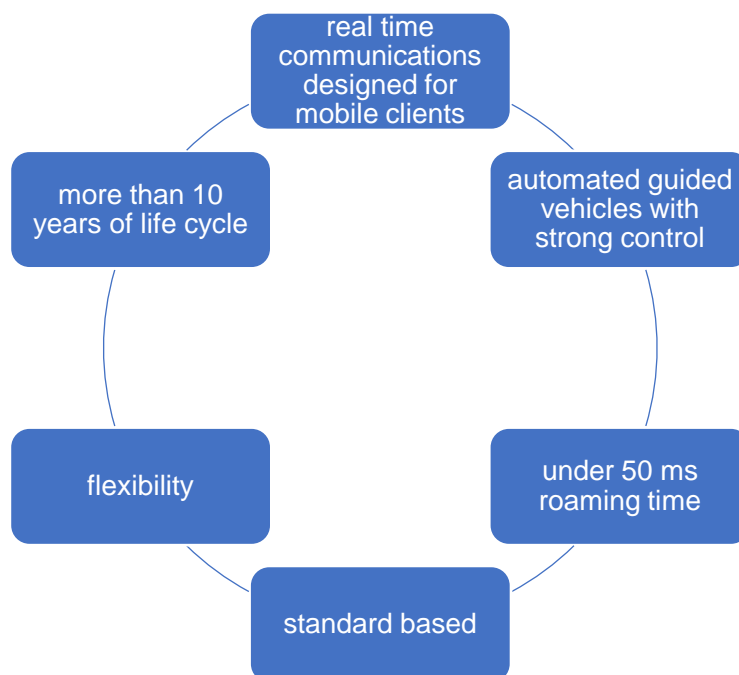 real time
communications
designed for
mobile clients
automated guided
vehicles with
strong control
under 50 ms
roaming time
standard based
flexibility
more than 10
years of life cycle